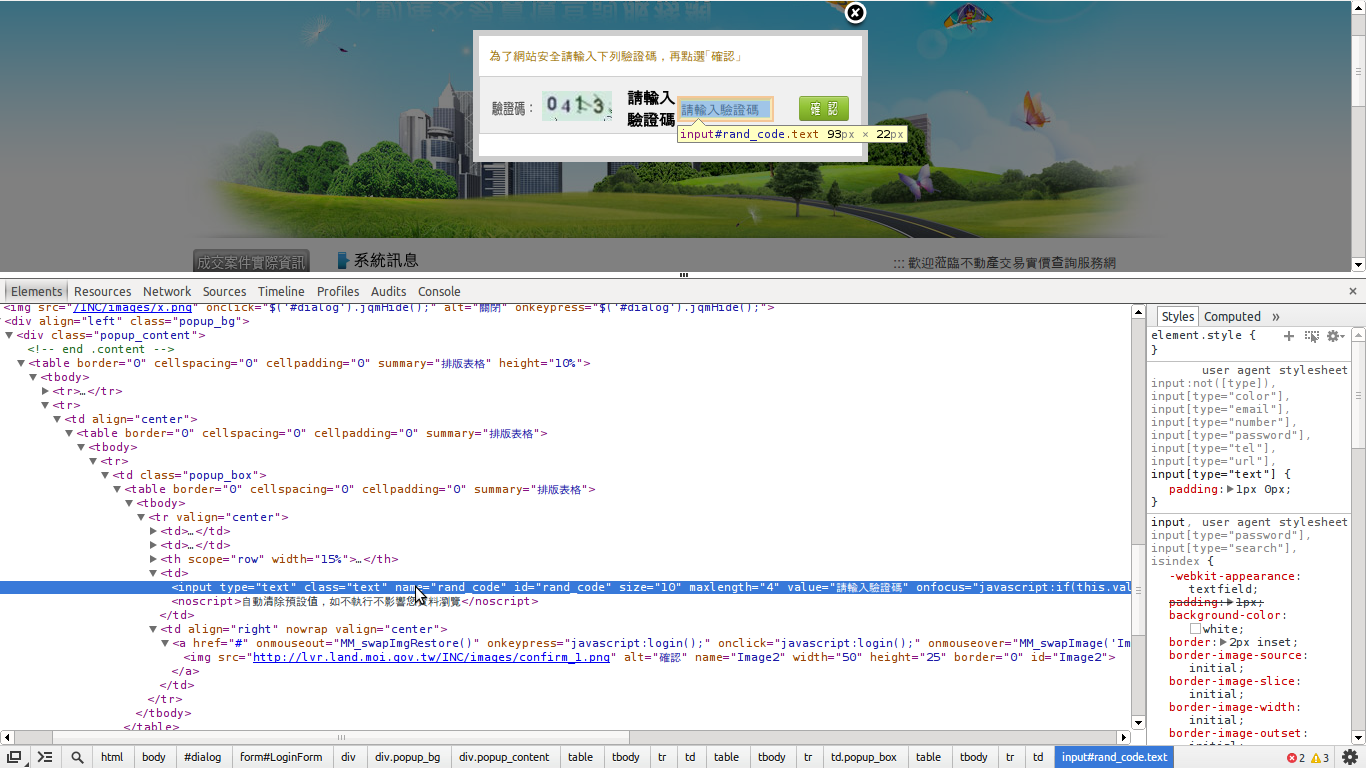 為了網站安全請輸入下列驗證碼，再點選「確認」
驗證碼： 0413 請輸入驗證碼 請輸入驗證碼 確 認
input#rand_code.text 93px × 22px
成交案件實際資訊 系統訊息 ::: 歡迎蒞臨不動產交易實價查詢服務網
Elements Resources Network Sources Timeline Profiles Audits Console ×
<img src="/INC/images/x.png" onclick="$('#dialog').jqmHide();" alt="關閉" onkeypress="$('#dialog').jqmHide();">
<div align="left" class="popup_bg">
<div class="popup_content">
<!-- end .content -->
<table border="0" cellspacing="0" cellpadding="0" summary="排版表格" height="10%">
<tbody>
<tr>…</tr>
<tr>
<td align="center">
<table border="0" cellspacing="0" cellpadding="0" summary="排版表格">
<tbody>
<tr>
<td class="popup_box">
<table border="0" cellspacing="0" cellpadding="0" summary="排版表格">
<tbody>
<tr valign="center">
<td>…</td>
<td>…</td>
<th scope="row" width="15%">…</th>
<td>
<input type="text" class="text" name="rand_code" id="rand_code" size="10" maxlength="4" value="請輸入驗證碼" onfocus="javascript:if(this.val
<noscript>自動清除預設值，如不執行不影響您資料瀏覽</noscript>
</td>
<td align="right" nowrap valign="center">
<a href="#" onmouseout="MM_swapImgRestore()" onkeypress="javascript:login();" onclick="javascript:login();" onmouseover="MM_swapImage('Im
<img src="http://lvr.land.moi.gov.tw/INC/images/confirm_1.png" alt="確認" name="Image2" width="50" height="25" border="0" id="Image2">
</a>
</td>
</tr>
</tbody>
</table>
Styles Computed »
element.style {
}
user agent stylesheet
input:not([type]),
input[type="color"],
input[type="email"],
input[type="number"],
input[type="password"],
input[type="tel"],
input[type="url"],
input[type="text"] {
padding: 1px 0px;
}
input, user agent stylesheet
input[type="password"],
input[type="search"],
isindex {
-webkit-appearance:
textfield;
padding: 1px;
background-color:
white;
border: 2px inset;
border-image-source:
initial;
border-image-slice:
initial;
border-image-width:
initial;
border-image-outset:
initial;
html body #dialog form#LoginForm div div.popup_bg div.popup_content table tbody tr td table tbody tr td.popup_box table tbody tr td input#rand_code.text 2 3